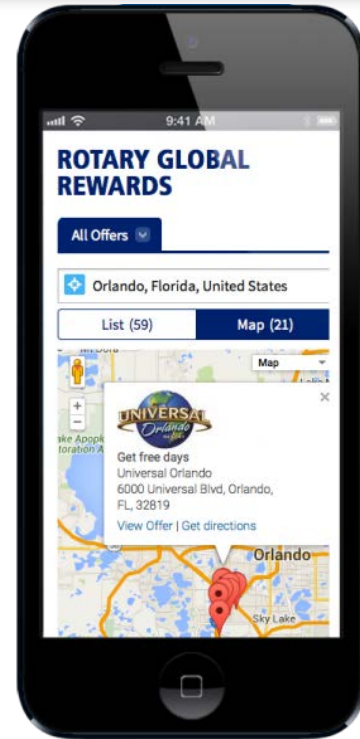 9:41 AM
ROTARY GLOBAL
REWARDS
All Offers
Orlando, Florida, United States
List (59)
Map (21)
Map
UNIVERSAL
Orlando
Get free days
Universal Orlando
6000 Universal Blvd, Orlando,
FL, 32819
View Offer | Get directions
Orlando
Sky Lake